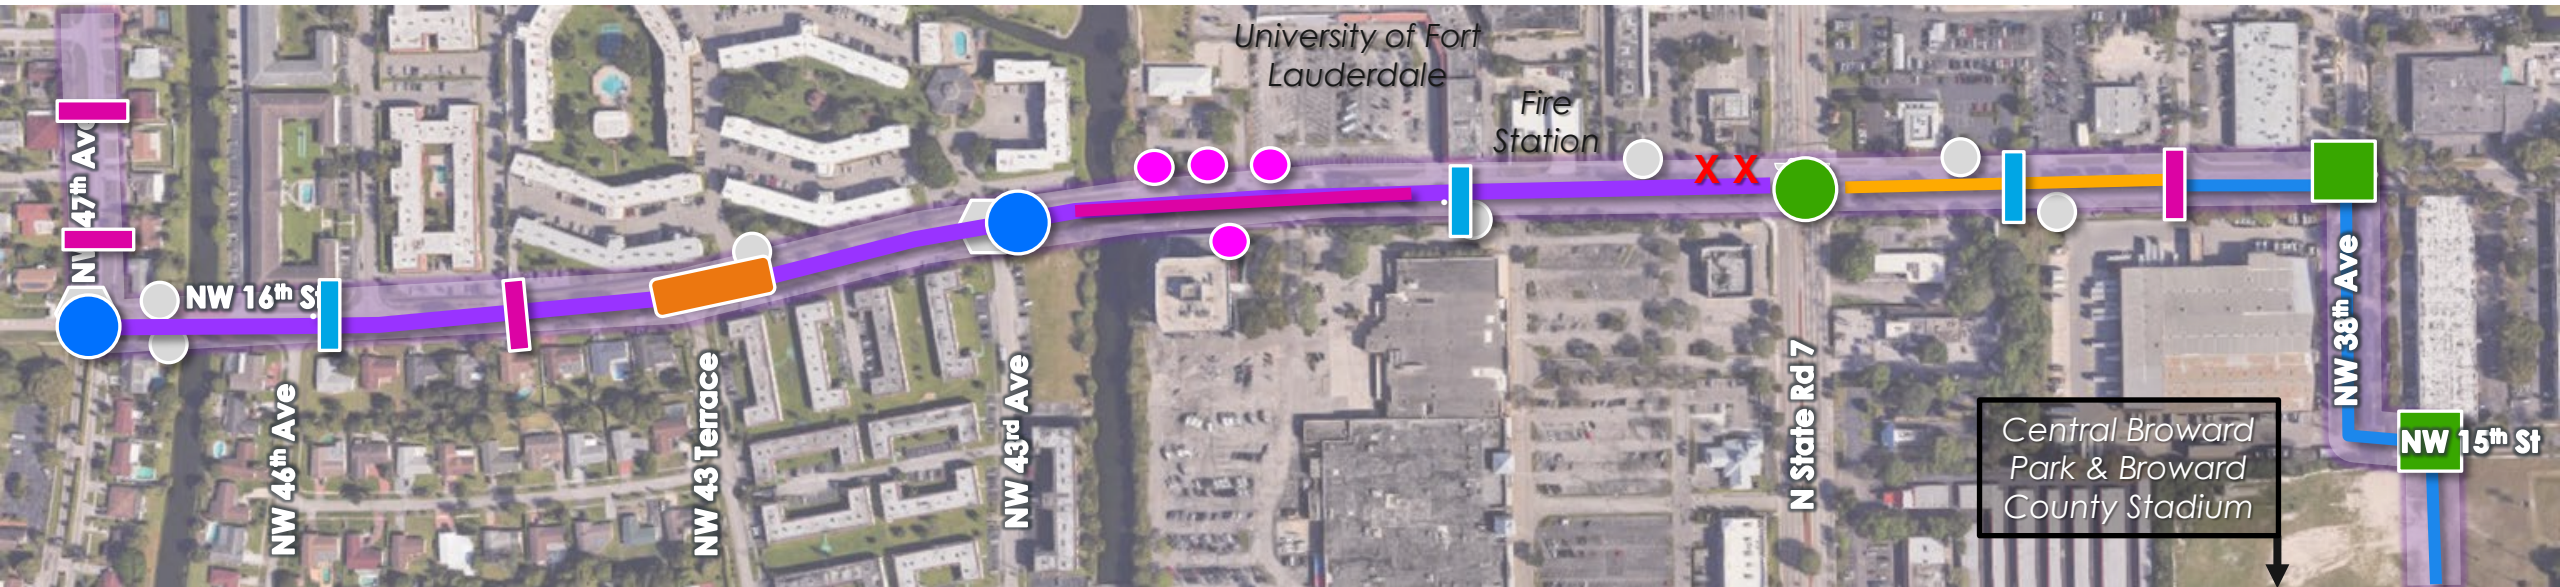 University of Fort
Lauderdale
Fire
Station
X X
NW 47th Ave
NW 16th St
NW 46th Ave
NW 43 Terrace
NW 43rd Ave
N State Rd 7
NW 38th Ave
NW 15th St
Central Broward
Park & Broward
County Stadium